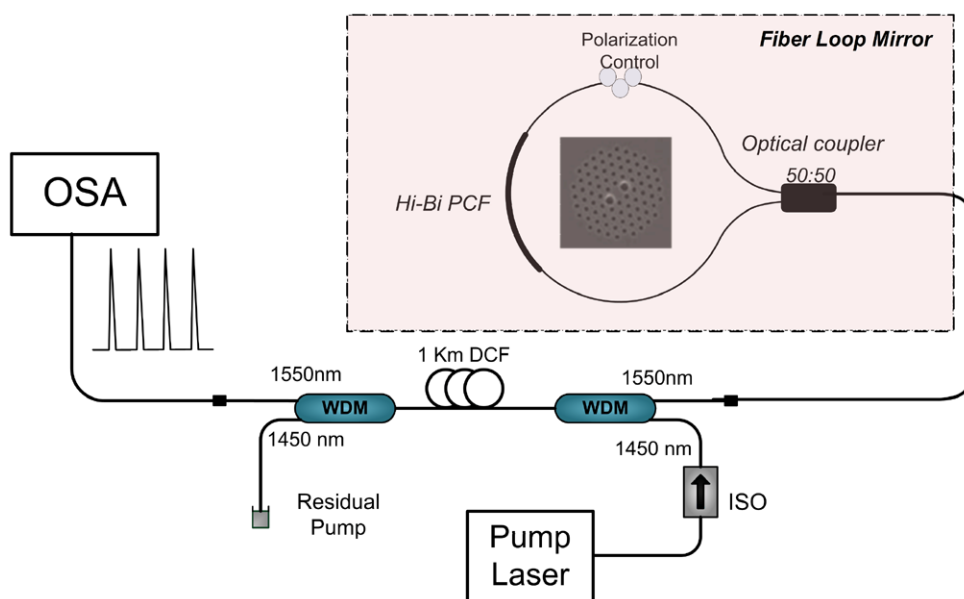 Fiber Loop Mirror
Polarization
Control
Optical coupler
50:50
Hi-Bi PCF
OSA
1 Km DCF
1550nm
1550nm
WDM
WDM
1450 nm
1450 nm
Residual
Pump
ISO
Pump
Laser